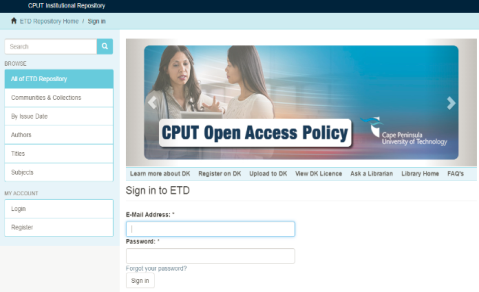 CPUT Institutional Repository
ETD Repository Home / Sign in
Search
BROWSE
All of ETD Repository
Communities & Collections
By Issue Date
Authors
Titles
Subjects
MY ACCOUNT
Login
Register
CPUT Open Access Policy
Cape Peninsula
University of Technology
Learn more about DK Register on DK Upload to DK View DK Licence Ask a Librarian Library Home FAQ's
Sign in to ETD
E-Mail Address: *
Password: *
Forgot your password?
Sign in